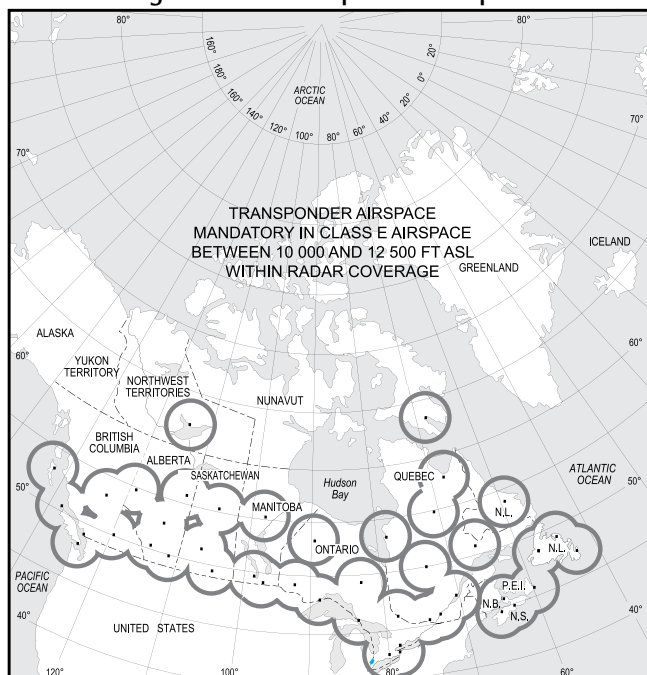 80°
80°
160°
160°
180°
160°
140°
120°
100°
80°
60°
40°
20°
0°
20°
ARCTIC
OCEAN
70°
70°
TRANSPONDER AIRSPACE
MANDATORY IN CLASS E AIRSPACE
BETWEEN 10 000 AND 12 500 FT ASL
WITHIN RADAR COVERAGE
ICELAND
GREENLAND
ALASKA
60°
60°
YUKON
TERRITORY
NORTHWEST
TERRITORIES
NUNAVUT
BRITISH
COLUMBIA
ALBERTA
SASKATCHEWAN
Hudson
Bay
QUEBEC
ATLANTIC
OCEAN
50°
50°
MANITOBA
N.L.
ONTARIO
N.L.
PACIFIC
OCEAN
P.E.I.
N.B.
N.S.
40°
40°
UNITED STATES
120°
100°
80°
60°